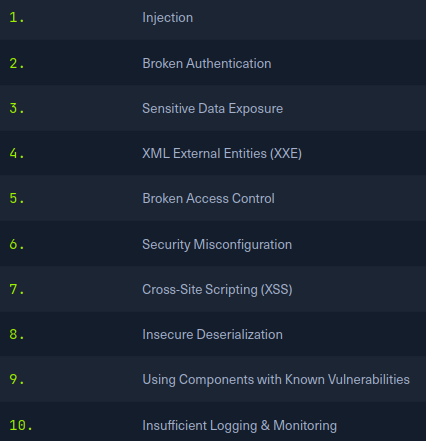 1. Injection
2. Broken Authentication
3. Sensitive Data Exposure
4. XML External Entities (XXE)
5. Broken Access Control
6. Security Misconfiguration
7. Cross-Site Scripting (XSS)
8. Insecure Deserialization
9. Using Components with Known Vulnerabilities
10. Insufficient Logging & Monitoring